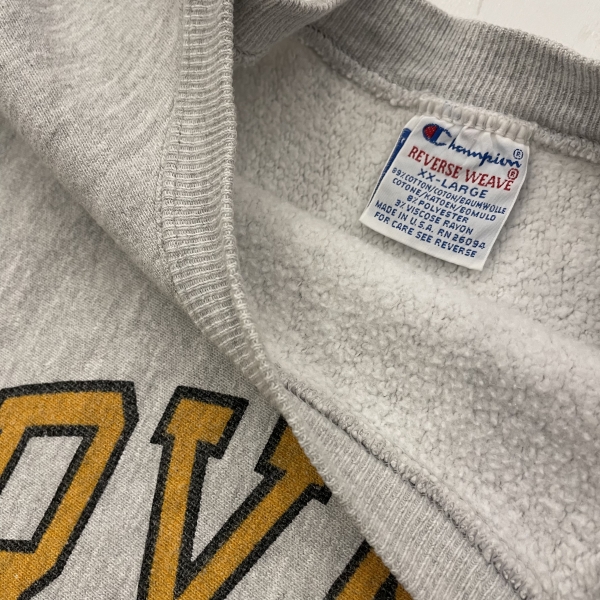 Champion®
REVERSE WEAVE®
XX-LARGE
89% COTTON/COTON/BAUMWOLLE
COTONE/KATOEN/BOMULD
8% POLYESTER
3% VISCOSE RAYON
MADE IN U.S.A. RN 26094
FOR CARE SEE REVERSE
PV